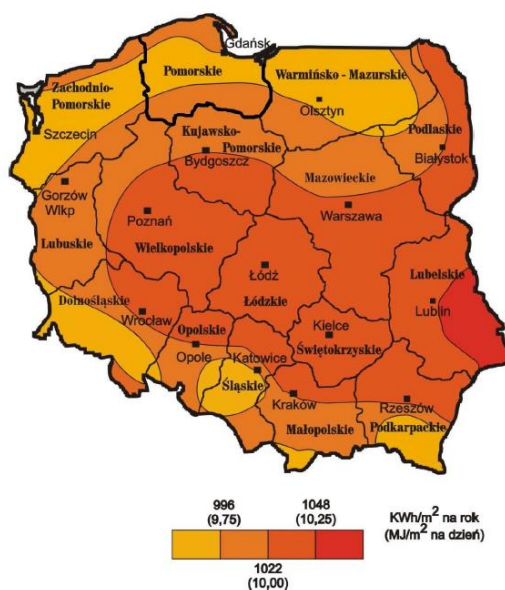 Gdańsk
Zachodnio-
Pomorskie
Pomorskie
Warmińsko - Mazurskie
Olsztyn
Szczecin
Kujawsko-
Pomorskie
Bydgoszcz
Podlaskie
Białystok
Mazowieckie
Gorzów
Wlkp
Poznań
Warszawa
Lubuskie
Wielkopolskie
Łódź
Łódzkie
Lubelskie
Lublin
Dolnośląskie
Wrocław
Opolskie
Opole
Kielce
Świętokrzyskie
Katowice
Śląskie
Kraków
Rzeszów
Małopolskie
Podkarpackie
996 1048 KWh/m² na rok
(9,75) (10,25) (MJ/m² na dzień)
1022
(10,00)